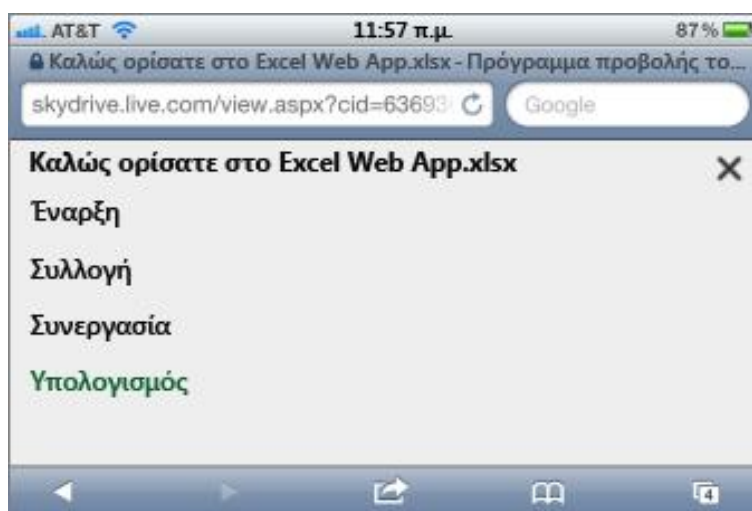 AT&T 11:57 π.μ. 87%
Καλώς ορίσατε στο Excel Web App.xlsx - Πρόγραμμα προβολής το...
skydrive.live.com/view.aspx?cid=63693 Google
Καλώς ορίσατε στο Excel Web App.xlsx
Έναρξη
Συλλογή
Συνεργασία
Υπολογισμός
4